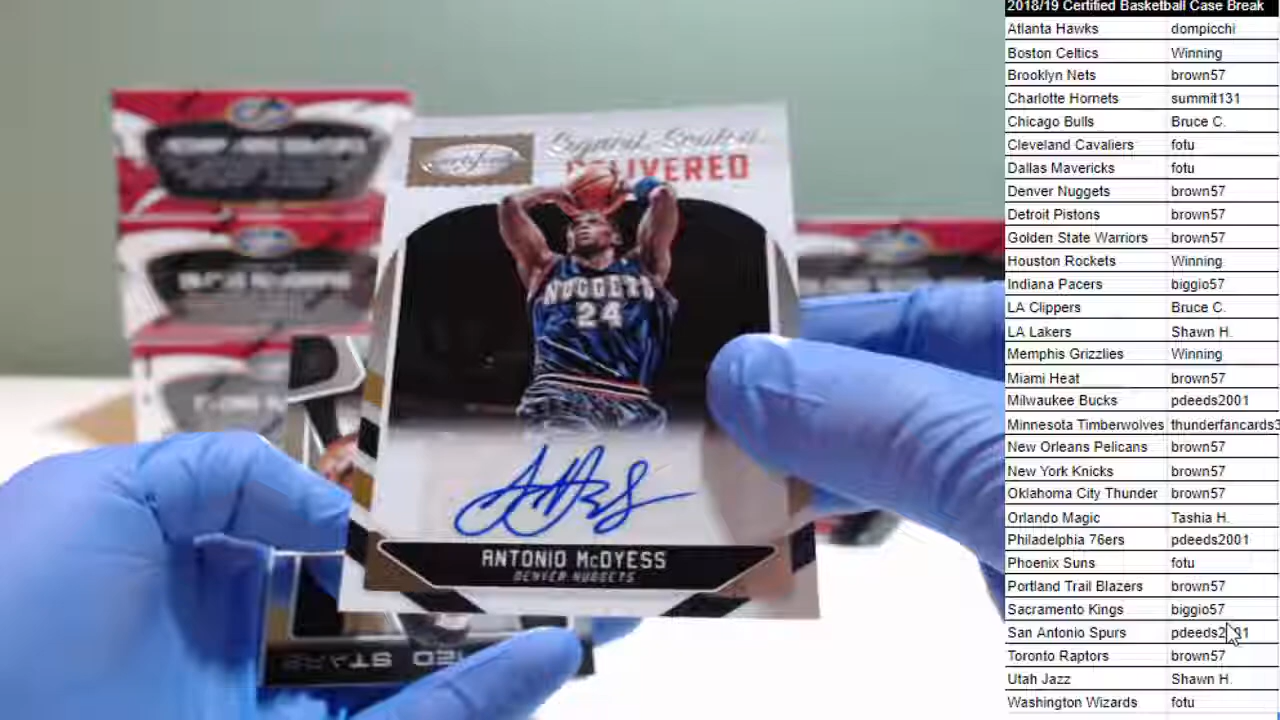 Signed, Sealed,
DELIVERED
NUGGETS
24
ANTONIO McDYESS
DENVER NUGGETS
2018/19 Certified Basketball Case Break
Atlanta Hawks dompicchi
Boston Celtics Winning
Brooklyn Nets brown57
Charlotte Hornets summit131
Chicago Bulls Bruce C.
Cleveland Cavaliers fotu
Dallas Mavericks fotu
Denver Nuggets brown57
Detroit Pistons brown57
Golden State Warriors brown57
Houston Rockets Winning
Indiana Pacers biggio57
LA Clippers Bruce C.
LA Lakers Shawn H.
Memphis Grizzlies Winning
Miami Heat brown57
Milwaukee Bucks pdeeds2001
Minnesota Timberwolves thunderfancards3
New Orleans Pelicans brown57
New York Knicks brown57
Oklahoma City Thunder brown57
Orlando Magic Tashia H.
Philadelphia 76ers pdeeds2001
Phoenix Suns fotu
Portland Trail Blazers brown57
Sacramento Kings biggio57
San Antonio Spurs pdeeds2001
Toronto Raptors brown57
Utah Jazz Shawn H.
Washington Wizards fotu